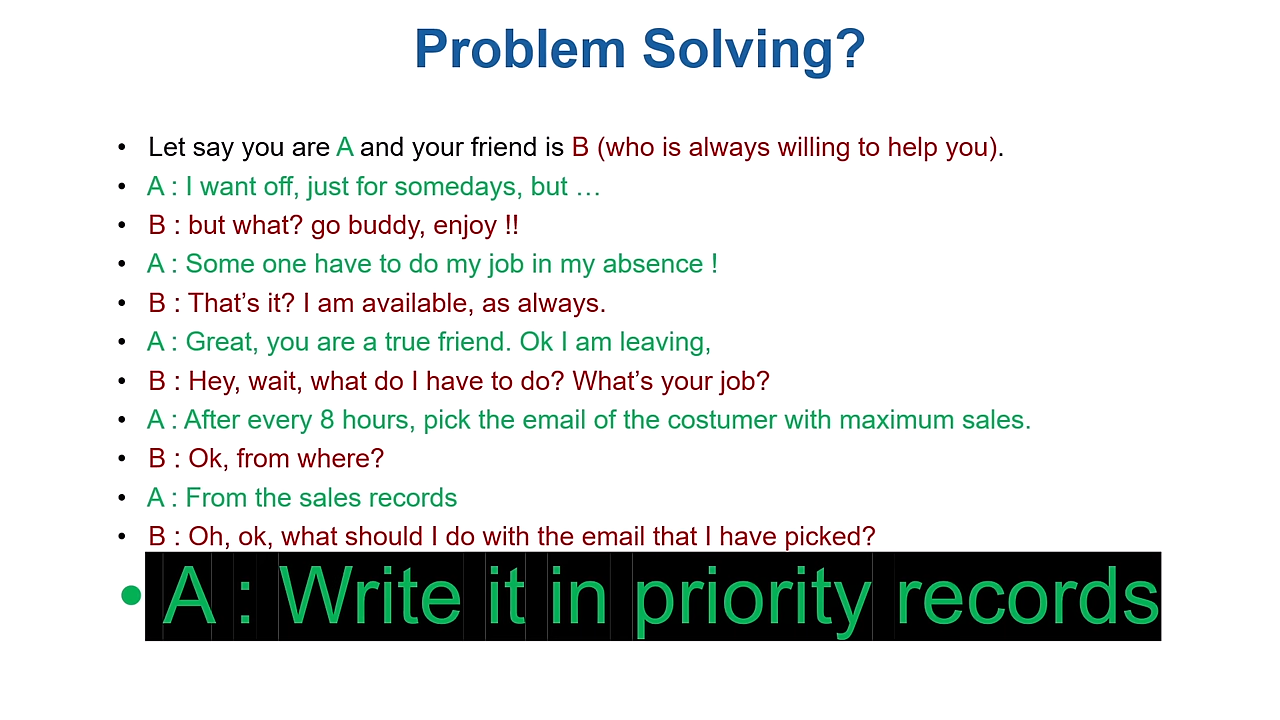 Problem Solving?
• Let say you are A and your friend is B (who is always willing to help you).
• A : I want off, just for somedays, but …
• B : but what? go buddy, enjoy !!
• A : Some one have to do my job in my absence !
• B : That’s it? I am available, as always.
• A : Great, you are a true friend. Ok I am leaving,
• B : Hey, wait, what do I have to do? What’s your job?
• A : After every 8 hours, pick the email of the costumer with maximum sales.
• B : Ok, from where?
• A : From the sales records
• B : Oh, ok, what should I do with the email that I have picked?
• A : Write it in priority records